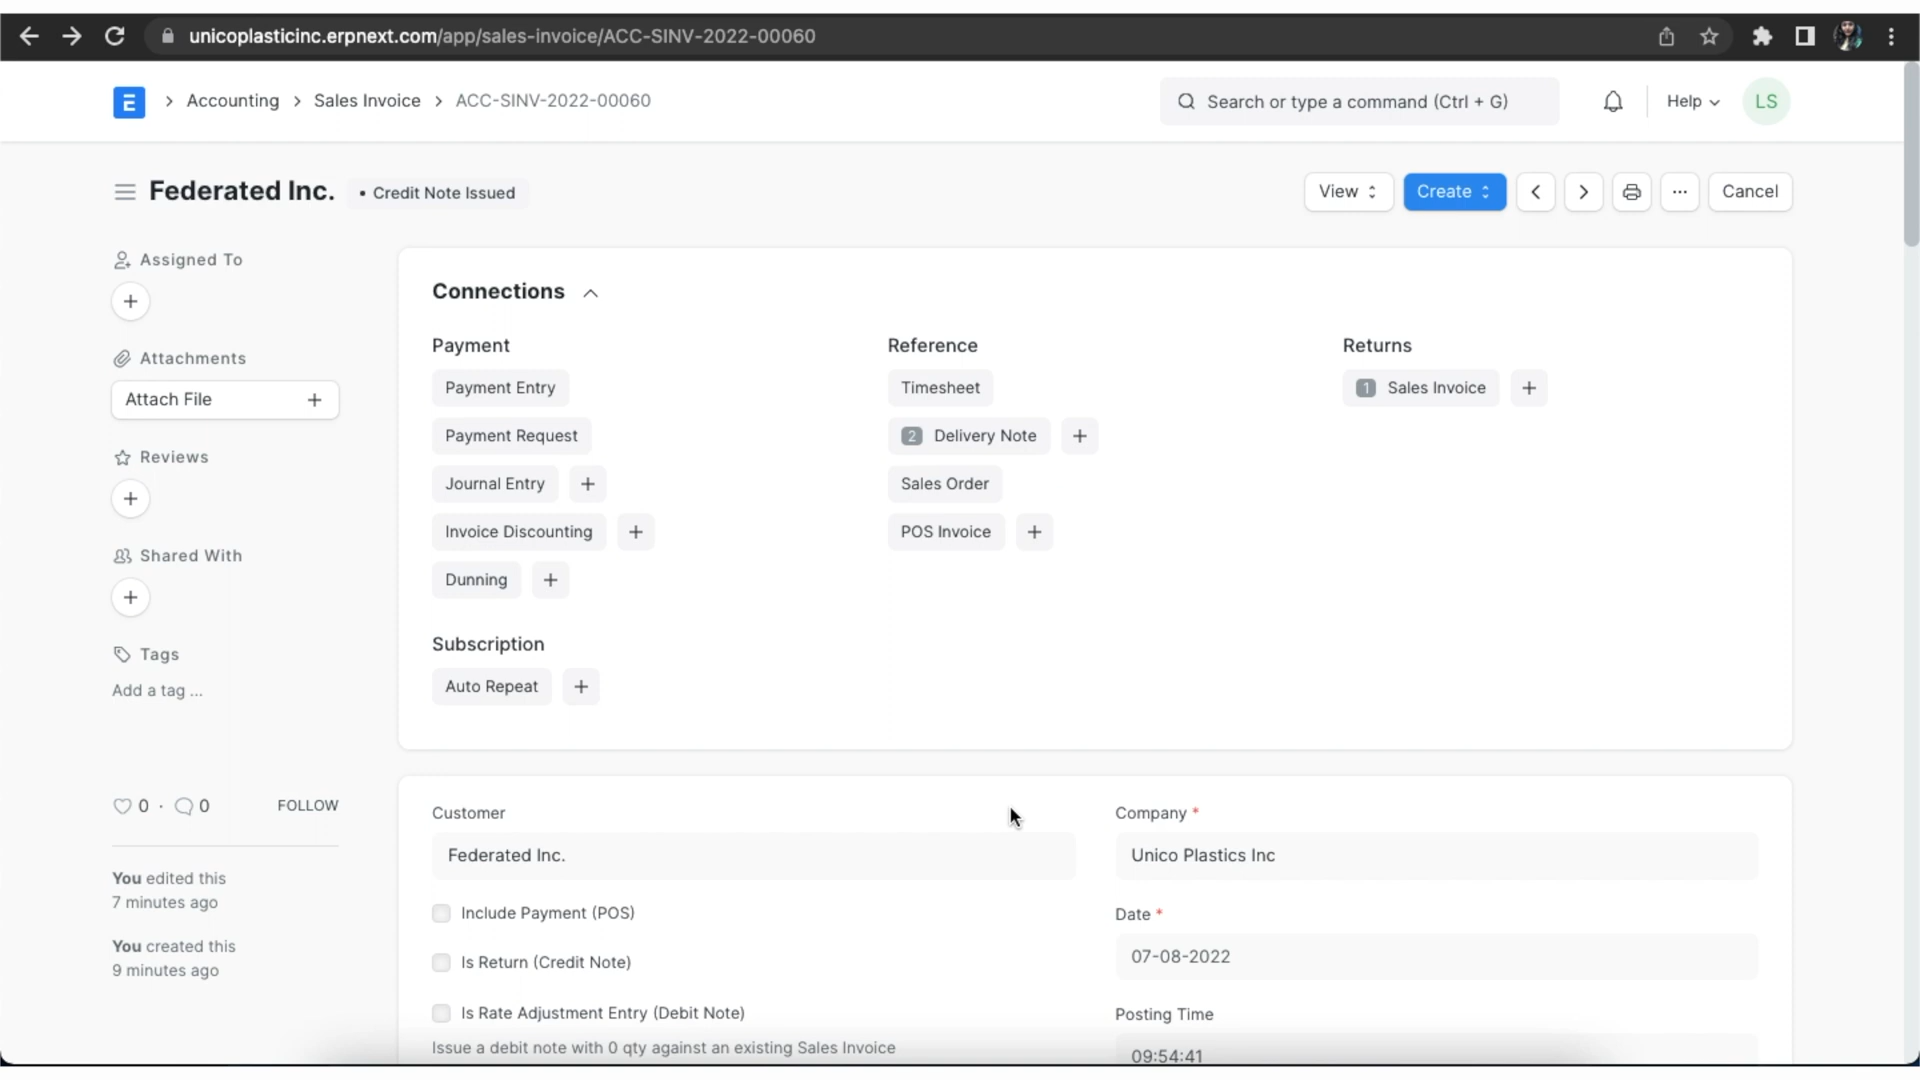 unicoplasticinc.erpnext.com/app/sales-invoice/ACC-SINV-2022-00060
E > Accounting > Sales Invoice > ACC-SINV-2022-00060
Search or type a command (Ctrl + G)
Help
LS
Federated Inc.
• Credit Note Issued
View
Create
...
Cancel
Assigned To
+
Attachments
Attach File +
Reviews
+
Shared With
+
Tags
Add a tag ...
0 · 0 FOLLOW
You edited this
7 minutes ago
You created this
9 minutes ago
Connections
Payment
Payment Entry
Payment Request
Journal Entry +
Invoice Discounting +
Dunning +
Reference
Timesheet
2 Delivery Note +
Sales Order
POS Invoice +
Returns
1 Sales Invoice +
Subscription
Auto Repeat +
Customer
Federated Inc.
Include Payment (POS)
Is Return (Credit Note)
Is Rate Adjustment Entry (Debit Note)
Issue a debit note with 0 qty against an existing Sales Invoice
Company *
Unico Plastics Inc
Date *
07-08-2022
Posting Time
09:54:41